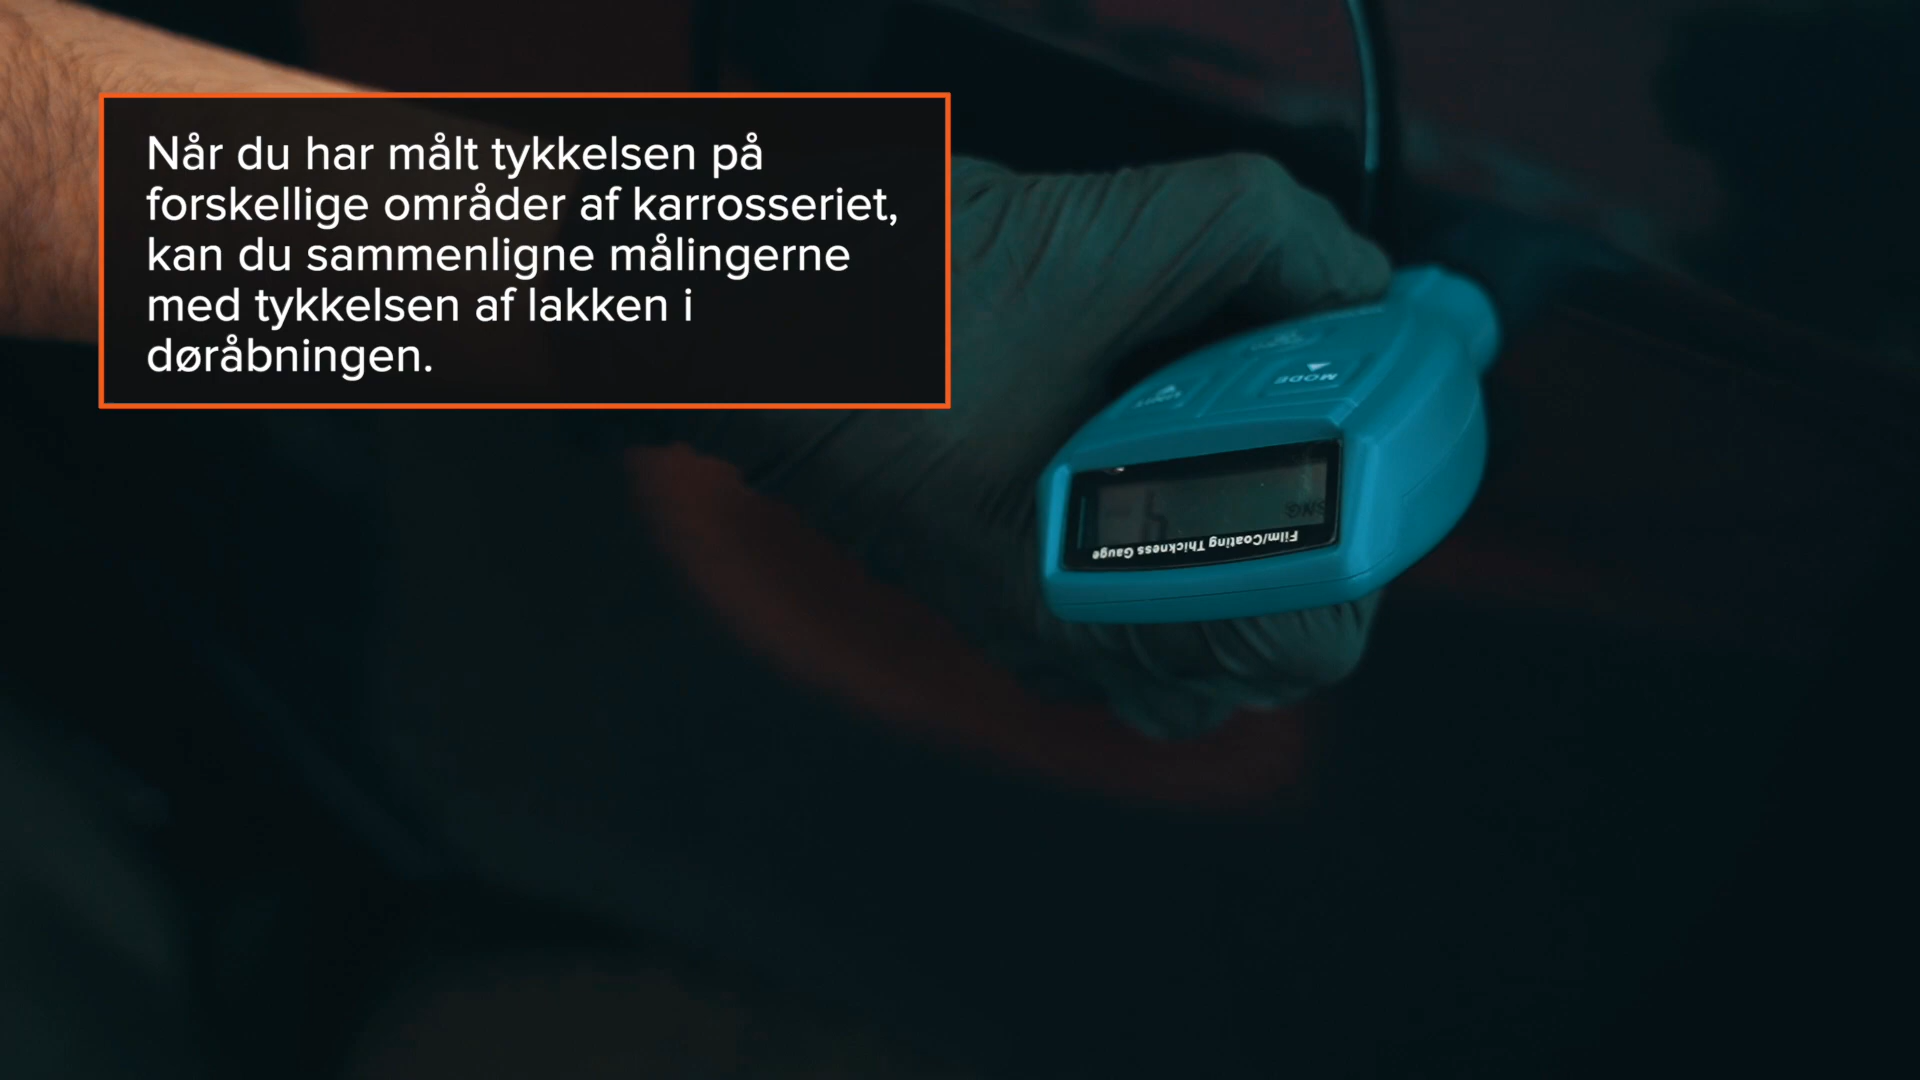 Når du har målt tykkelsen på
forskellige områder af karrosseriet,
kan du sammenligne målingerne
med tykkelsen af lakken i
døråbningen.
MODE
Film/Coating Thickness Gauge